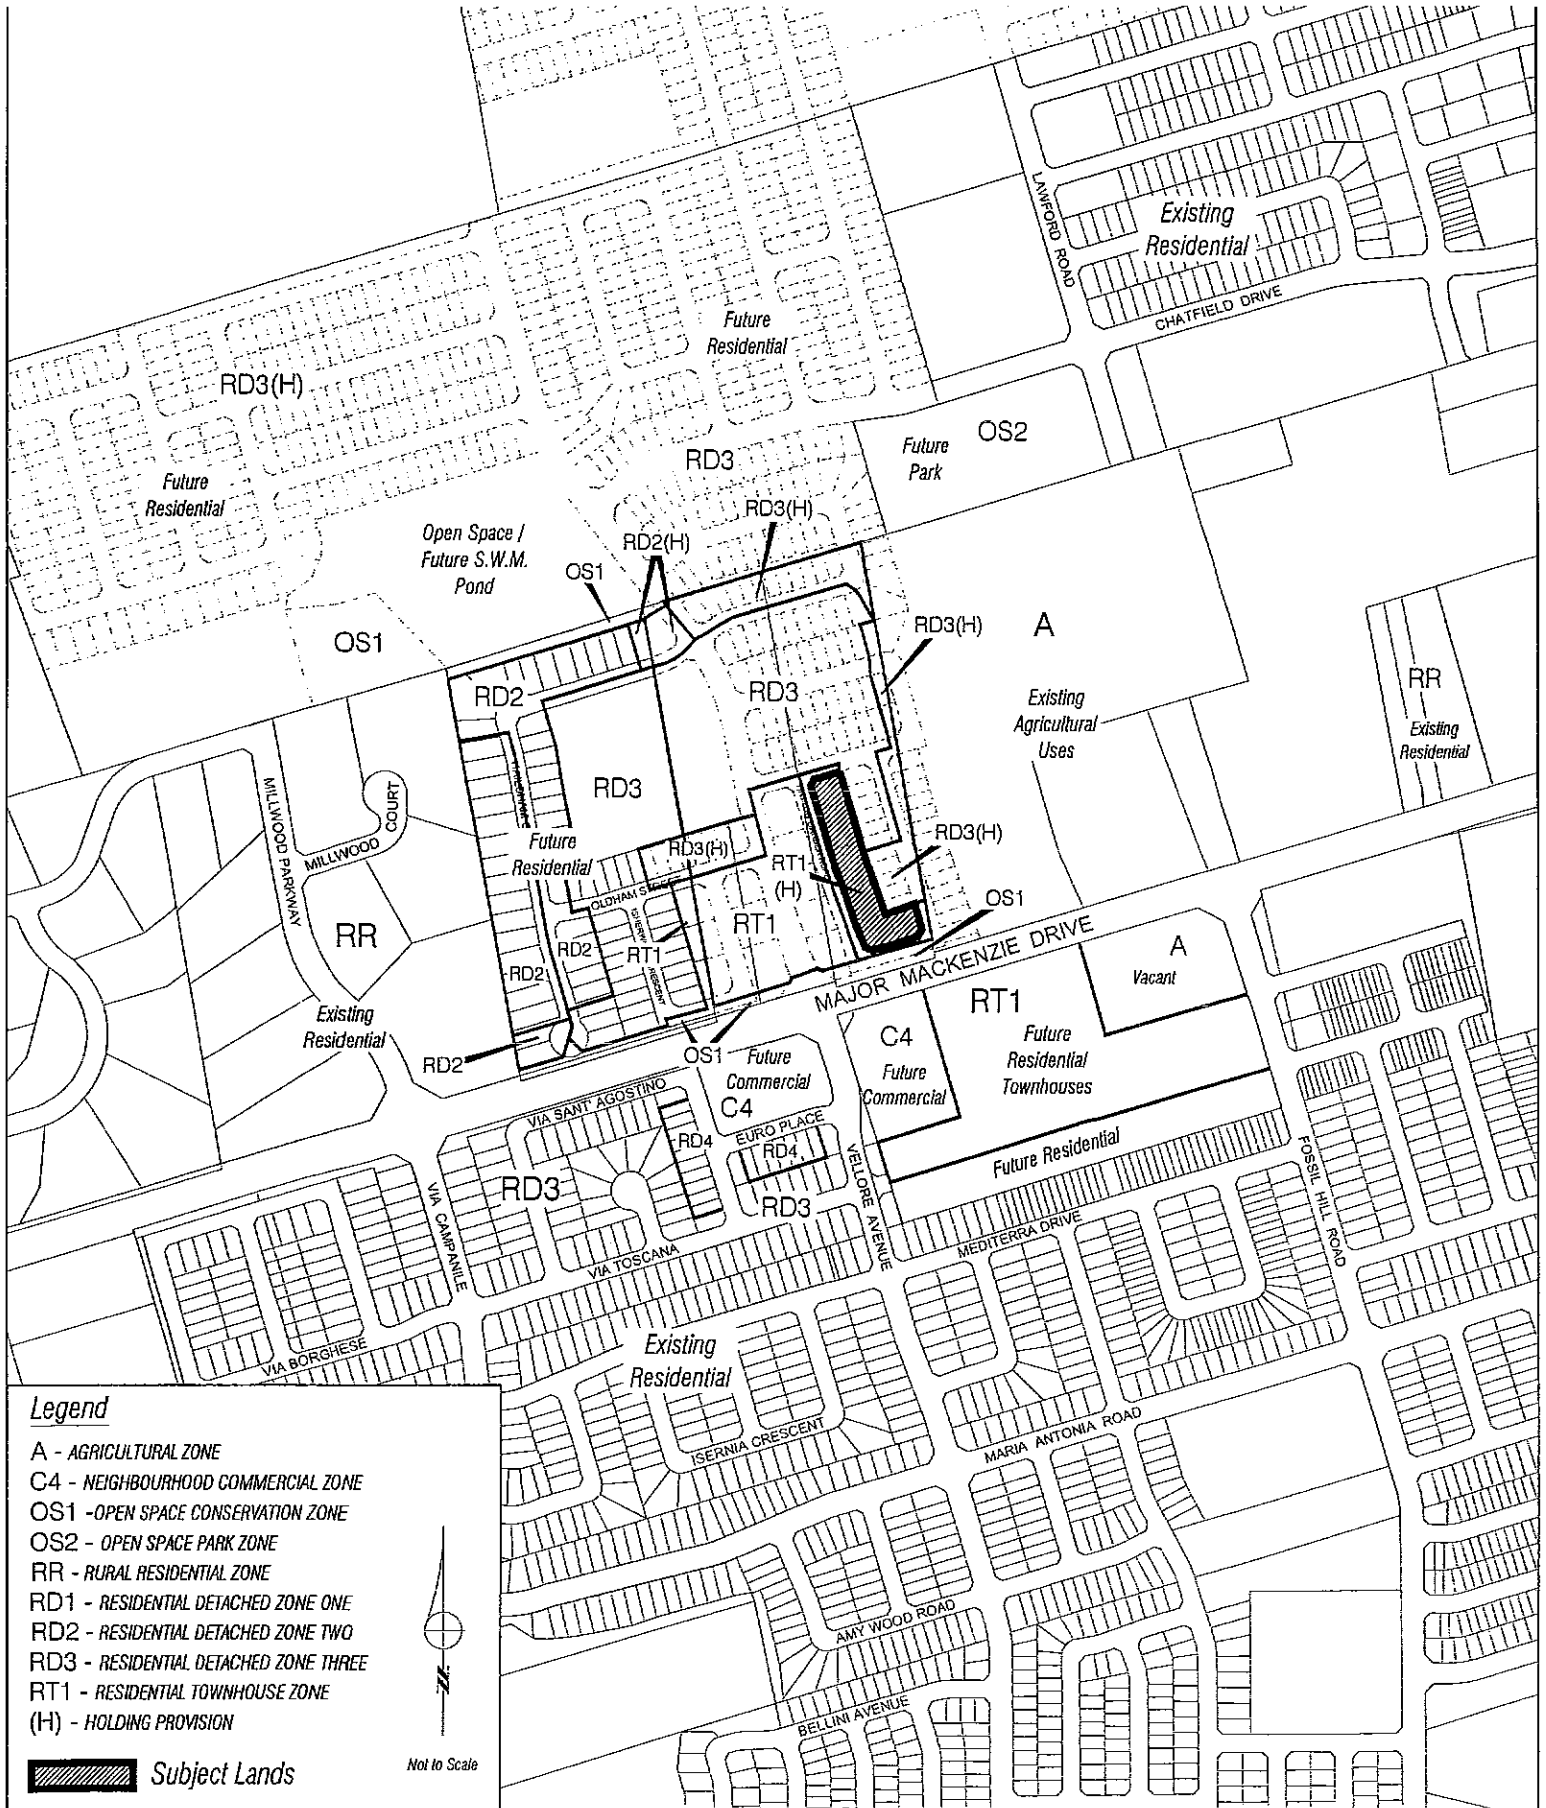 LAWFORD ROAD
Existing
Residential
CHATFIELD DRIVE
Future
Residential
RD3(H)
OS2
Future
Park
RD3
Future
Residential
RD3(H)
Open Space /
Future S.W.M.
Pond
RD2(H)
OS1
RD3(H)
A
OS1
RR
RD2
RD3
Existing
Agricultural
Uses
Existing
Residential
RD3
MILLWOOD PARKWAY
MILLWOOD
COURT
Future
Residential
RD3(H)
RD3(H)
RT1
(H)
OLDHAM STREET
OS1
RR
RT1
RD2
RT1
RD2
MAJOR MACKENZIE DRIVE
A
Vacant
RT1
Existing
Residential
C4
Future
Residential
Townhouses
RD2
OS1
Future
Commercial
Future
Commercial
VIA SANT' AGOSTINO
C4
EURO PLACE
RD4
RD4
Future Residential
VELLORE AVENUE
FOSSIL HILL ROAD
RD3
RD3
VIA CAMPANILE
MEDITERRA DRIVE
VIA TOSCANA
VIA BORGHESE
Existing
Residential
ISERNIA CRESCENT
MARIA ANTONIA ROAD
AMY WOOD ROAD
BELLINI AVENUE
Legend
A - AGRICULTURAL ZONE
C4 - NEIGHBOURHOOD COMMERCIAL ZONE
OS1 - OPEN SPACE CONSERVATION ZONE
OS2 - OPEN SPACE PARK ZONE
RR - RURAL RESIDENTIAL ZONE
RD1 - RESIDENTIAL DETACHED ZONE ONE
RD2 - RESIDENTIAL DETACHED ZONE TWO
RD3 - RESIDENTIAL DETACHED ZONE THREE
RT1 - RESIDENTIAL TOWNHOUSE ZONE
(H) - HOLDING PROVISION
Subject Lands
Not to Scale